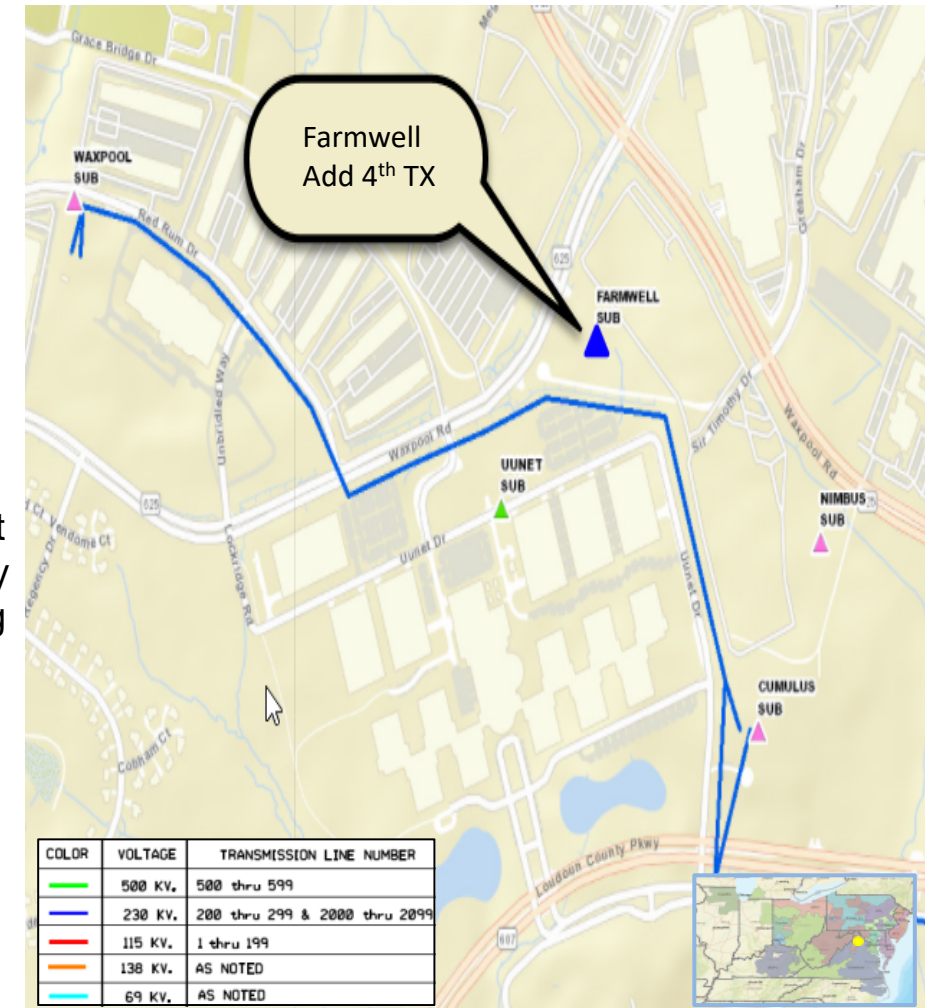 Grace Bridge Dr
WAXPOOL
SUB
Red Rum Dr
Farmwell
Add 4th TX
Gresham Dr
625
FARMWELL
SUB
Unbridled Way
Waxpool Rd
Sir Timothy Dr
Waxpool Rd
625
UUNET
SUB
NIMBUS
SUB
Vendome Ct
Regency Dr
Lockridge Rd
Uunet Dr
Uunet Dr
CUMULUS
SUB
Cobham Ct
Loudoun County Pkwy
607
COLOR VOLTAGE TRANSMISSION LINE NUMBER
500 KV. 500 thru 599
230 KV. 200 thru 299 & 2000 thru 2099
115 KV. 1 thru 199
138 KV. AS NOTED
69 KV. AS NOTED